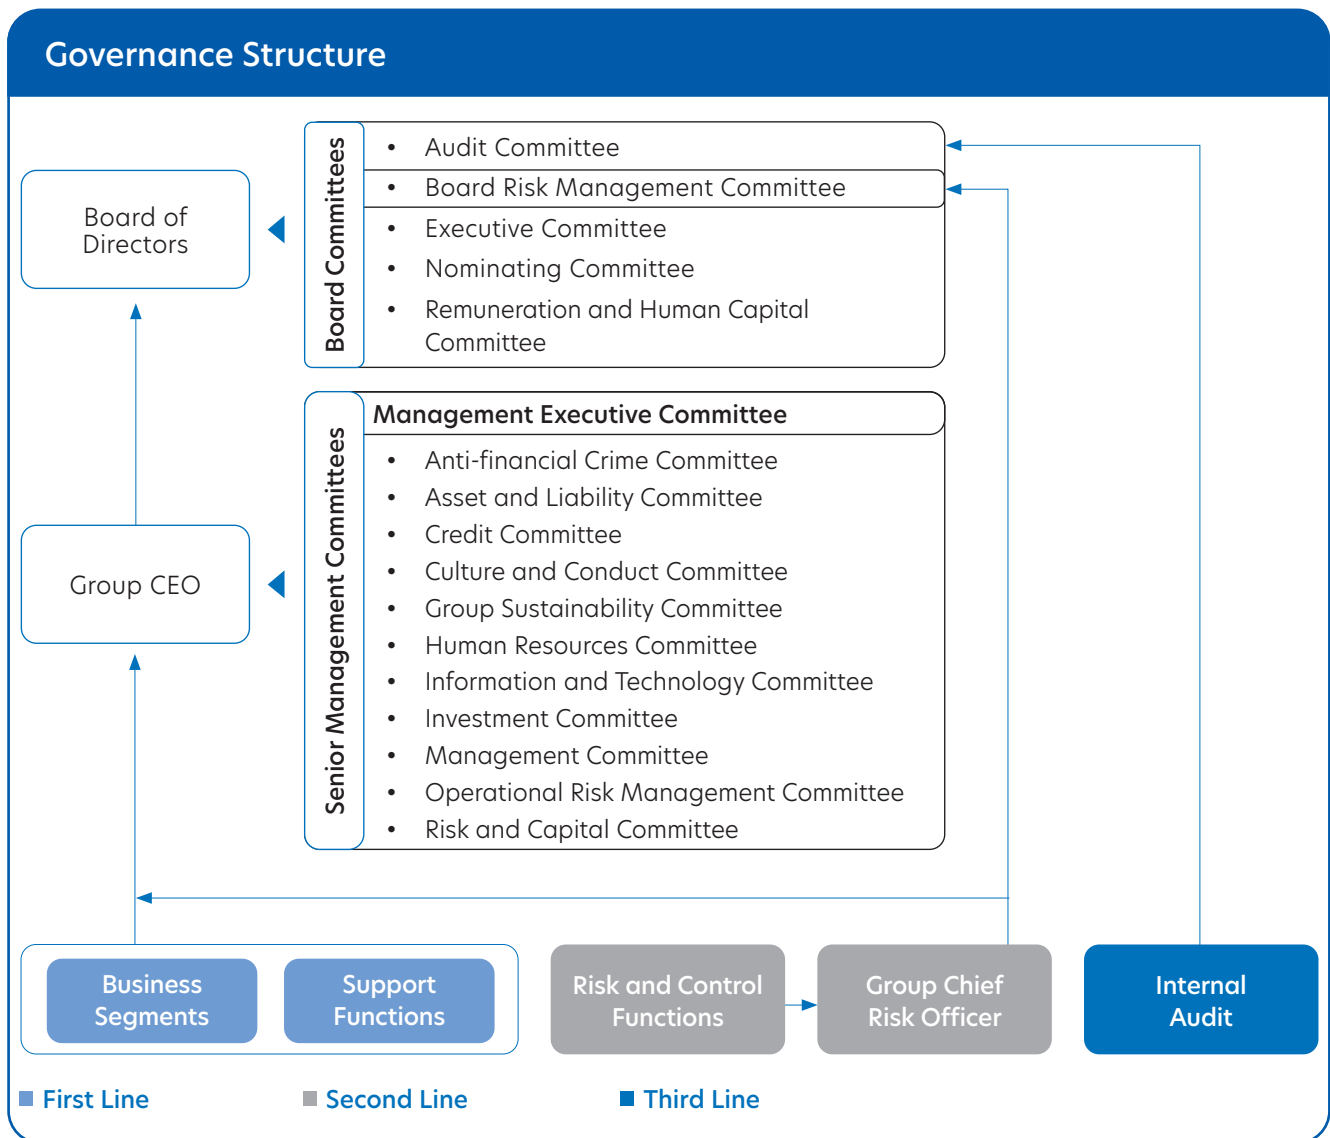 Governance Structure
Board of
Directors
Board Committees
• Audit Committee
• Board Risk Management Committee
• Executive Committee
• Nominating Committee
• Remuneration and Human Capital
Committee
Group CEO
Senior Management Committees
Management Executive Committee
• Anti-financial Crime Committee
• Asset and Liability Committee
• Credit Committee
• Culture and Conduct Committee
• Group Sustainability Committee
• Human Resources Committee
• Information and Technology Committee
• Investment Committee
• Management Committee
• Operational Risk Management Committee
• Risk and Capital Committee
Business
Segments
Support
Functions
Risk and Control
Functions
Group Chief
Risk Officer
Internal
Audit
First Line
Second Line
Third Line